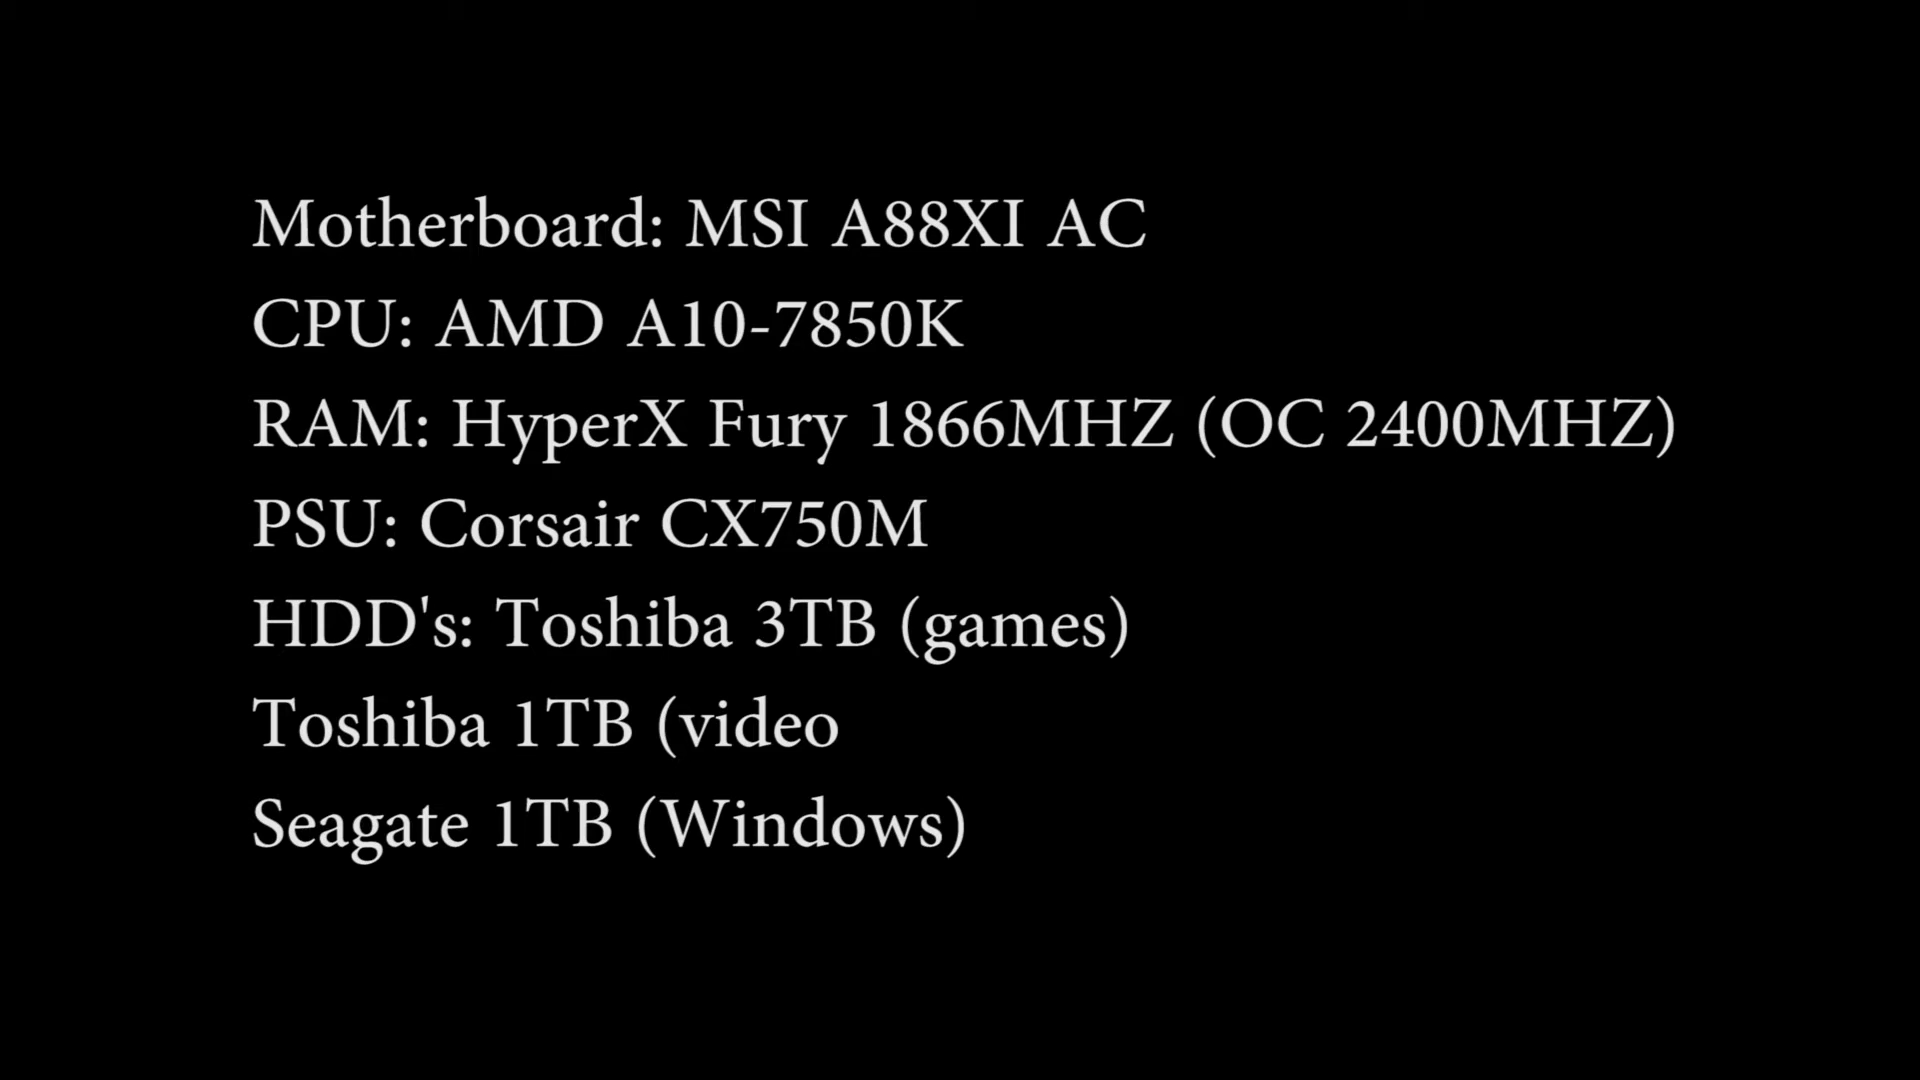 Motherboard: MSI A88XI AC
CPU: AMD A10-7850K
RAM: HyperX Fury 1866MHZ (OC 2400MHZ)
PSU: Corsair CX750M
HDD's: Toshiba 3TB (games)
Toshiba 1TB (video
Seagate 1TB (Windows)